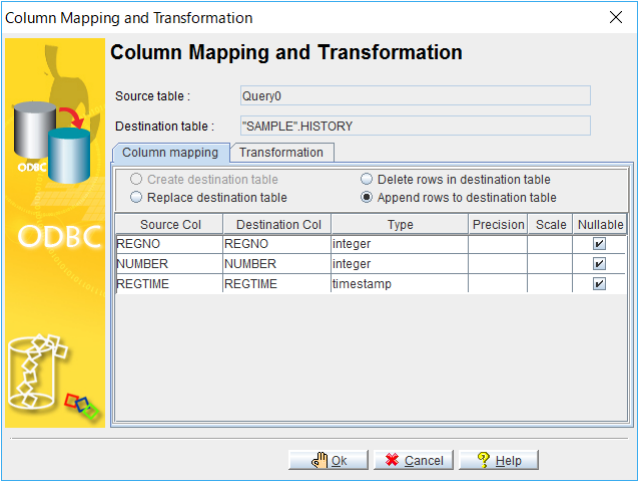 Column Mapping and Transformation
Column Mapping and Transformation
Source table : Query0
Destination table : "SAMPLE".HISTORY
Column mapping Transformation
Create destination table Delete rows in destination table
Replace destination table Append rows to destination table
Source Col Destination Col Type Precision Scale Nullable
REGNO REGNO integer
NUMBER NUMBER integer
REGTIME REGTIME timestamp
ODBC
ODBC
Ok Cancel Help